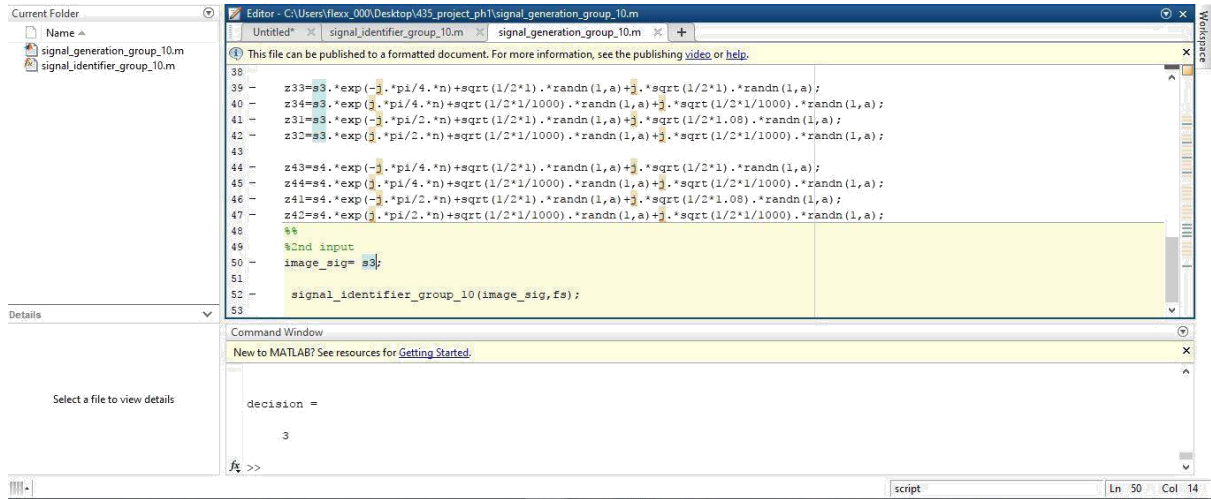 Current Folder
Name
signal_generation_group_10.m
signal_identifier_group_10.m
Details
Select a file to view details
Editor - C:\Users\flexx_000\Desktop\435_project_ph1\signal_generation_group_10.m
Untitled* signal_identifier_group_10.m signal_generation_group_10.m +
This file can be published to a formatted document. For more information, see the publishing video or help.
38
39 - z33=s3.*exp(-j.*pi/4.*n)+sqrt(1/2*1).*randn(1,a)+j.*sqrt(1/2*1).*randn(1,a);
40 - z34=s3.*exp(j.*pi/4.*n)+sqrt(1/2*1/1000).*randn(1,a)+j.*sqrt(1/2*1/1000).*randn(1,a);
41 - z31=s3.*exp(-j.*pi/2.*n)+sqrt(1/2*1.08).*randn(1,a)+j.*sqrt(1/2*1.08).*randn(1,a);
42 - z32=s3.*exp(j.*pi/2.*n)+sqrt(1/2*1/1000).*randn(1,a)+j.*sqrt(1/2*1/1000).*randn(1,a);
43
44 - z43=s4.*exp(-j.*pi/4.*n)+sqrt(1/2*1).*randn(1,a)+j.*sqrt(1/2*1).*randn(1,a);
45 - z44=s4.*exp(j.*pi/4.*n)+sqrt(1/2*1/1000).*randn(1,a)+j.*sqrt(1/2*1/1000).*randn(1,a);
46 - z41=s4.*exp(-j.*pi/2.*n)+sqrt(1/2*1.08).*randn(1,a)+j.*sqrt(1/2*1.08).*randn(1,a);
47 - z42=s4.*exp(j.*pi/2.*n)+sqrt(1/2*1/1000).*randn(1,a)+j.*sqrt(1/2*1/1000).*randn(1,a);
48 %%
49 %2nd input
50 - image_sig= s3;
51
52 - signal_identifier_group_10(image_sig,fs);
53
Command Window
New to MATLAB? See resources for Getting Started.
decision =
3
fx >>
Workspace
script Ln 50 Col 14